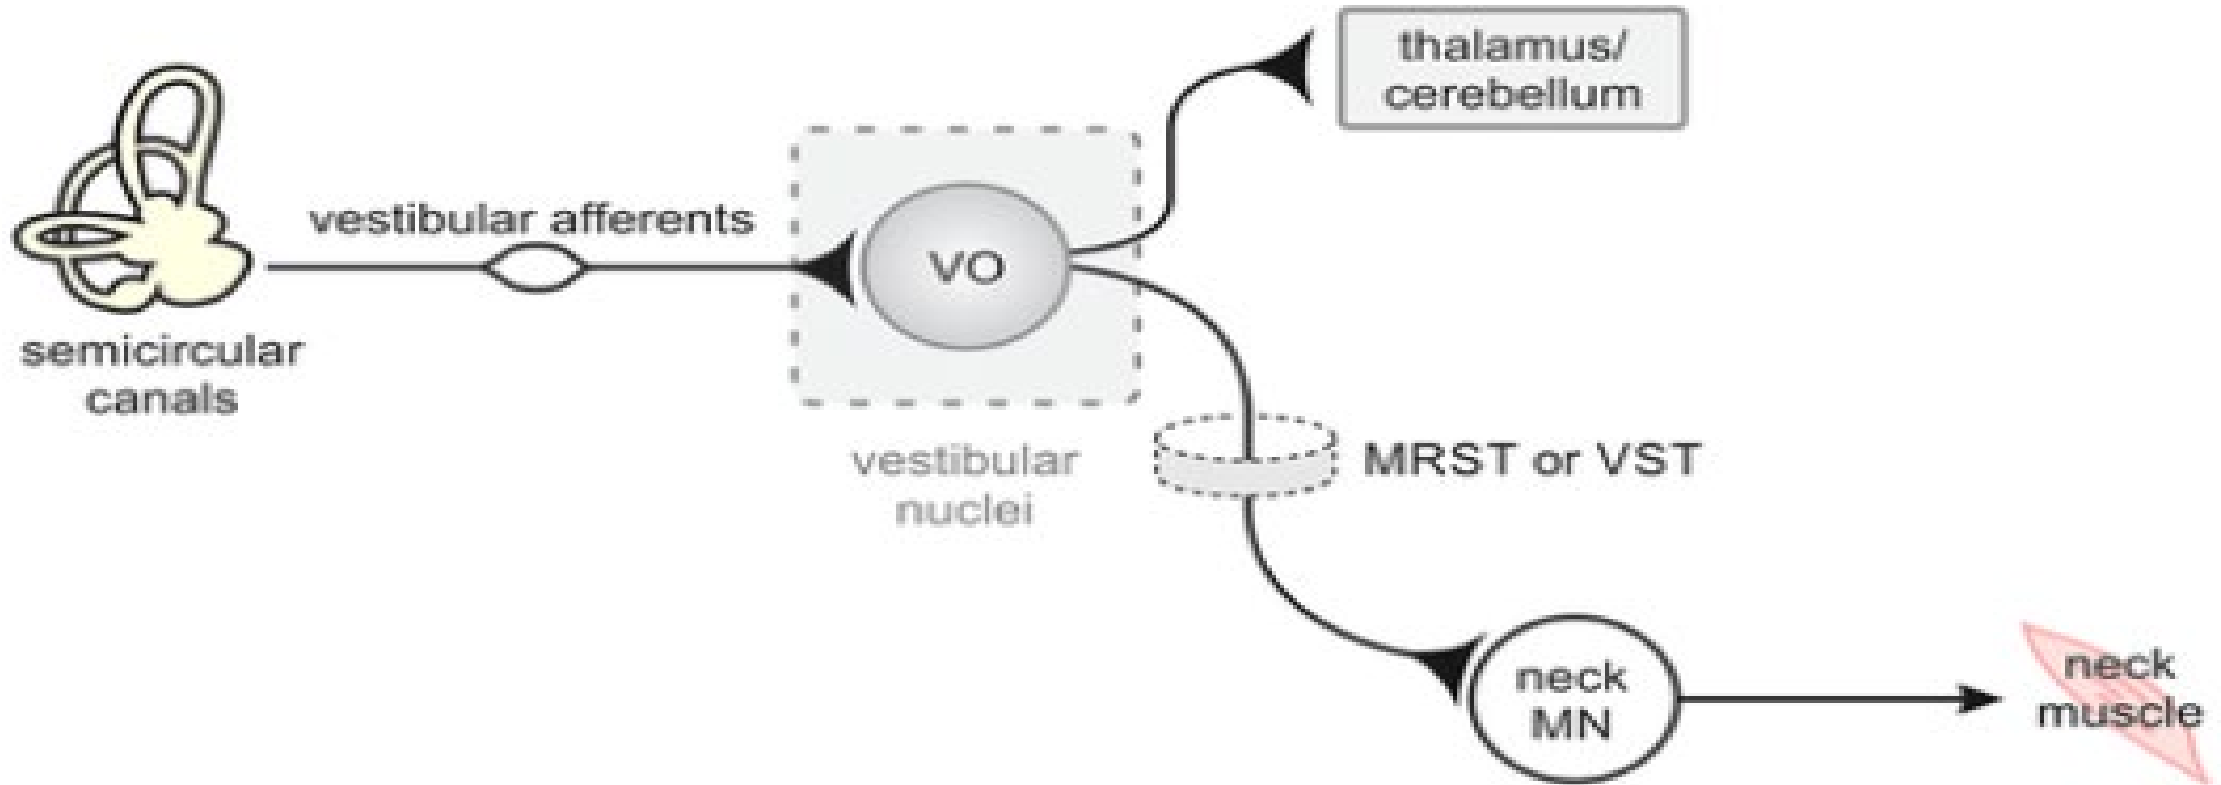 thalamus/
cerebellum
vestibular afferents
VO
semicircular
canals
vestibular
nuclei
MRST or VST
neck
MN
neck
muscle